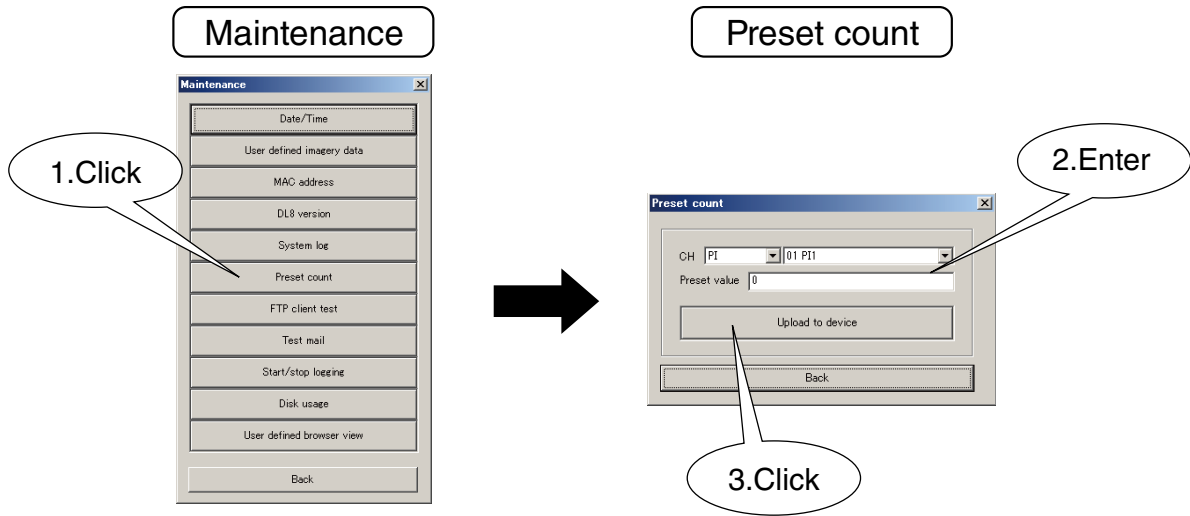 Maintenance
Preset count
Maintenance
Date/Time
User defined imagery data
MAC address
DL8 version
System log
Preset count
FTP client test
Test mail
Start/stop logging
Disk usage
User defined browser view
Back
1.Click
Preset count
CH PI 01 PI1
Preset value 0
Upload to device
Back
2.Enter
3.Click